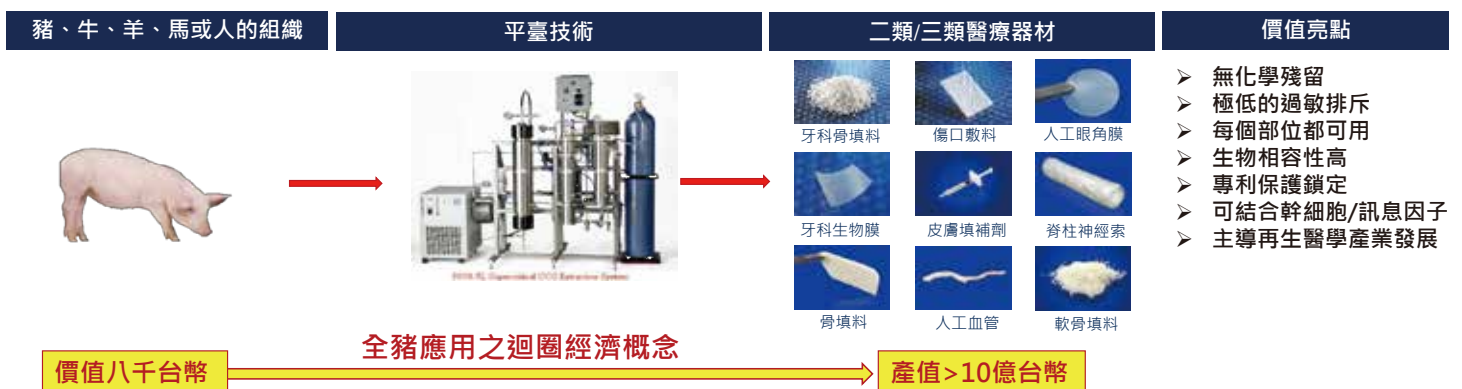 豬、牛、羊、馬或人的組織
平臺技術
二類/三類醫療器材
價值亮點
牙科骨填料
傷口敷料
人工眼角膜
牙科生物膜
皮膚填補劑
脊柱神經索
骨填料
人工血管
軟骨填料
➢ 無化學殘留
➢ 極低的過敏排斥
➢ 每個部位都可用
➢ 生物相容性高
➢ 專利保護鎖定
➢ 可結合幹細胞/訊息因子
➢ 主導再生醫學產業發展
全豬應用之迴圈經濟概念
價值八千台幣
產值>10億台幣